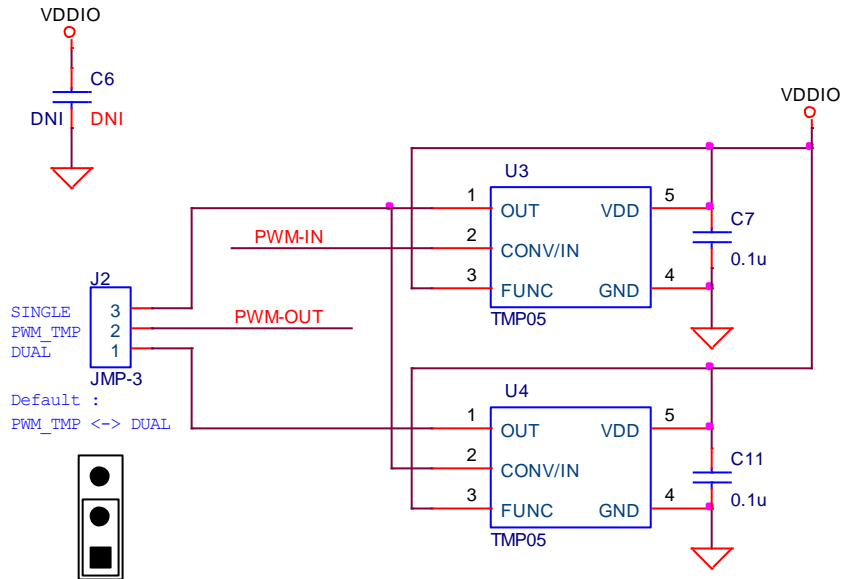 VDDIO
C6
DNI DNI
VDDIO
U3
1 OUT VDD 5
2 CONV/IN
3 FUNC GND 4
TMP05
C7
0.1u
PWM-IN
J2
SINGLE 3
PWM_TMP 2
DUAL 1
JMP-3
PWM-OUT
Default :
PWM_TMP <-> DUAL
U4
1 OUT VDD 5
2 CONV/IN
3 FUNC GND 4
TMP05
C11
0.1u